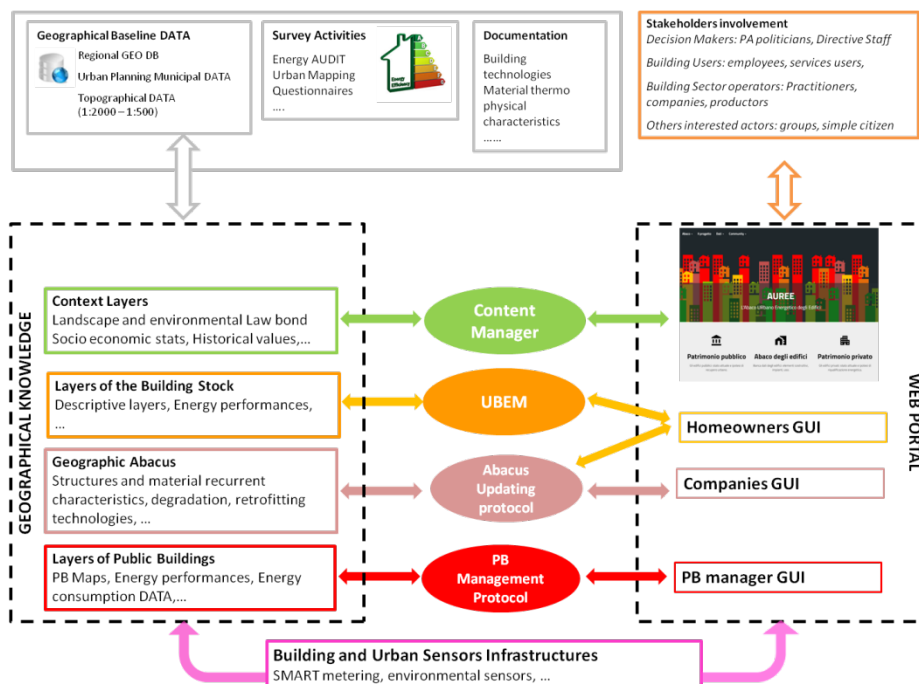 Geographical Baseline DATA
Regional GEO DB
Urban Planning Municipal DATA
Topographical DATA
(1:2000 – 1:500)
Survey Activities
Energy AUDIT
Urban Mapping
Questionnaires
....
Energy
Efficiency
Documentation
Building
technologies
Material thermo
physical
characteristics
......
Stakeholders involvement
Decision Makers: PA politicians, Directive Staff
Building Users: employees, services users,
Building Sector operators: Practitioners,
companies, productors
Others interested actors: groups, simple citizen
GEOGRAPHICAL KNOWLEDGE
Context Layers
Landscape and environmental Law bond
Socio economic stats, Historical values,...
Layers of the Building Stock
Descriptive layers, Energy performances,
...
Geographic Abacus
Structures and material recurrent
characteristics, degradation, retrofitting
technologies, ...
Layers of Public Buildings
PB Maps, Energy performances, Energy
consumption DATA,...
Content
Manager
UBEM
Abacus
Updating
protocol
PB
Management
Protocol
WEB PORTAL
AUREE
Patrimonio pubblico
Abaco degli edifici
Patrimonio privato
Homeowners GUI
Companies GUI
PB manager GUI
Building and Urban Sensors Infrastructures
SMART metering, environmental sensors, ...